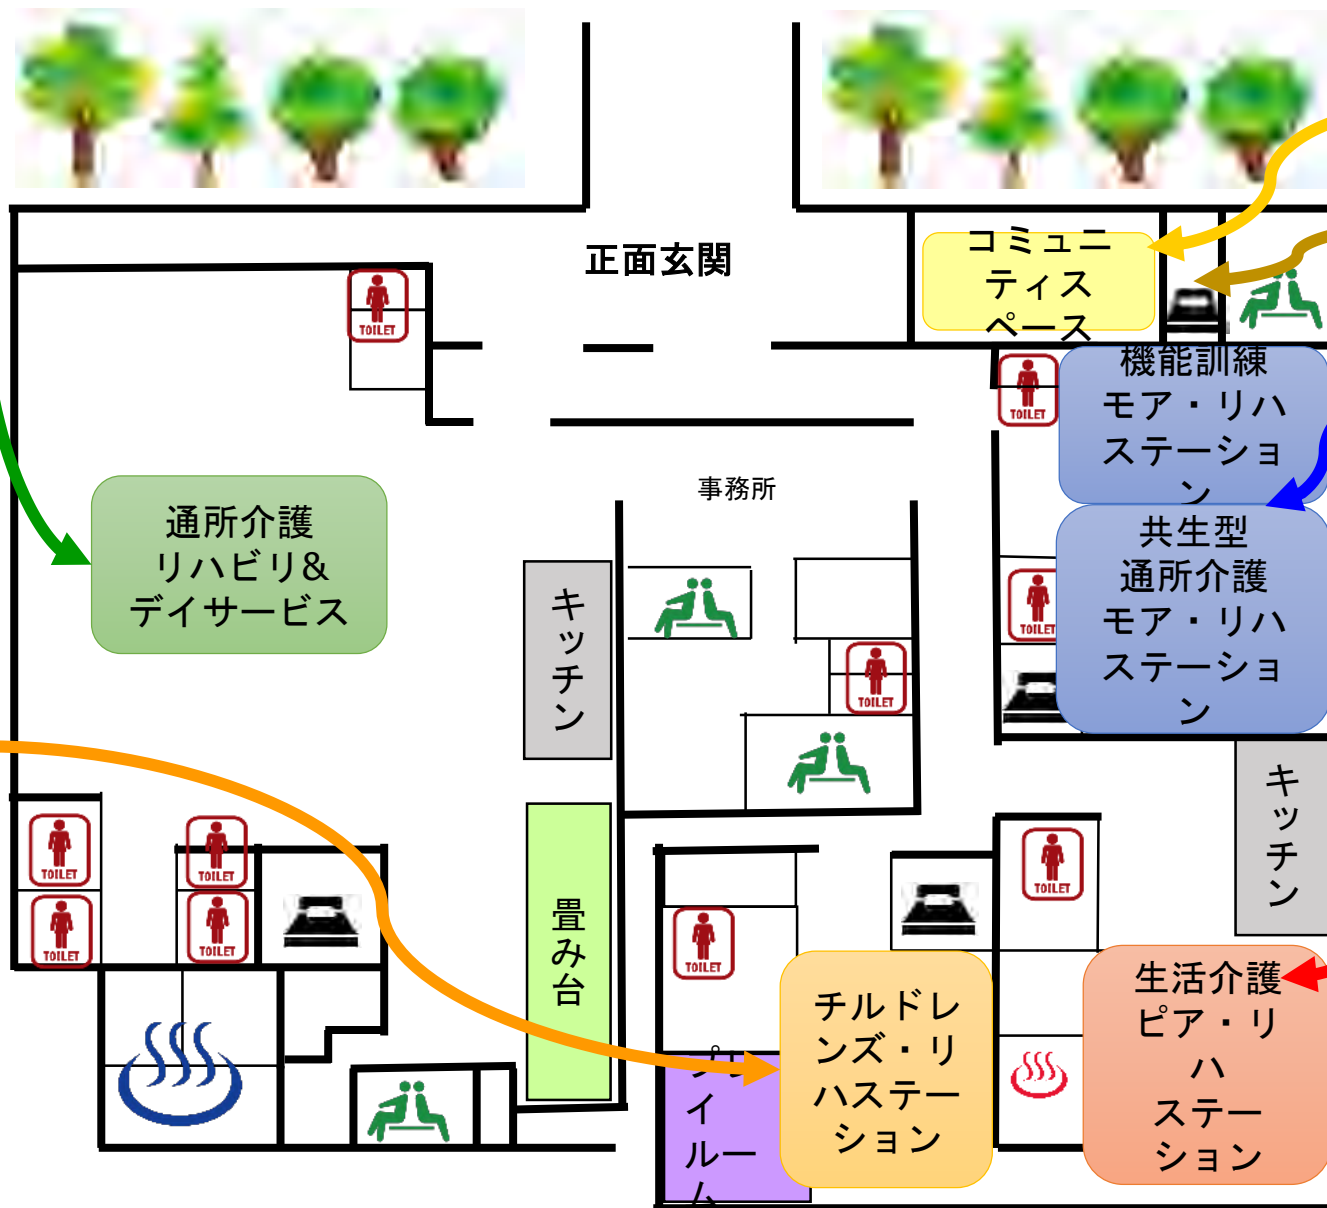 正面玄関
コミュニ
ティス
ペース
TOILET
TOILET
機能訓練
モア・リハ
ステーショ
ン
事務所
通所介護
リハビリ&
デイサービス
共生型
通所介護
モア・リハ
ステーショ
ン
キッチン
TOILET
TOILET
キッチン
TOILET
TOILET
TOILET
TOILET
TOILET
TOILET
畳み台
生活介護
ピア・リ
ハ
ステー
ション
チルドレ
ンズ・リ
ハステー
ション
プレ
イ
ルー
ム